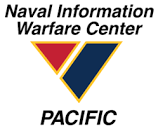 Naval Information
Warfare Center
PACIFIC